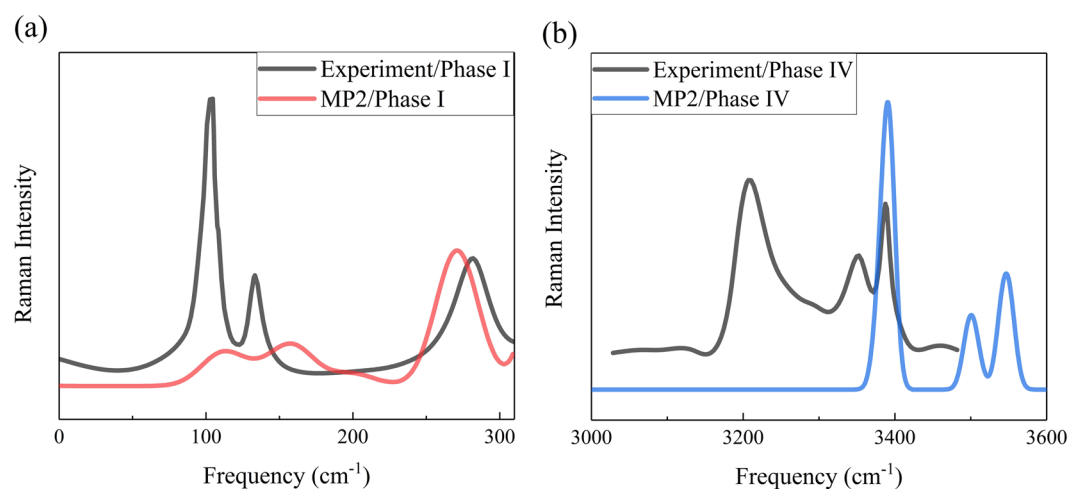 (a)
Experiment/Phase I
MP2/Phase I
Raman Intensity
0 100 200 300
Frequency (cm⁻¹)
(b)
Experiment/Phase IV
MP2/Phase IV
Raman Intensity
3000 3200 3400 3600
Frequency (cm⁻¹)